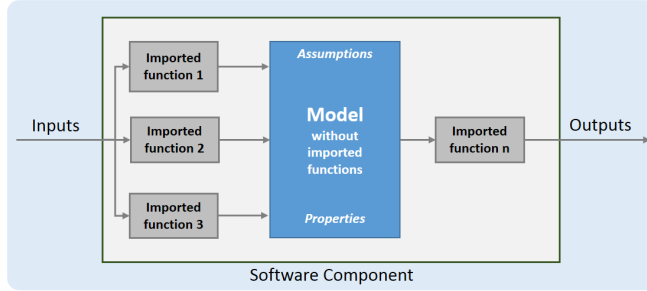 Inputs
Imported
function 1
Imported
function 2
Imported
function 3
Assumptions
Model
without
imported
functions
Properties
Imported
function n
Outputs
Software Component